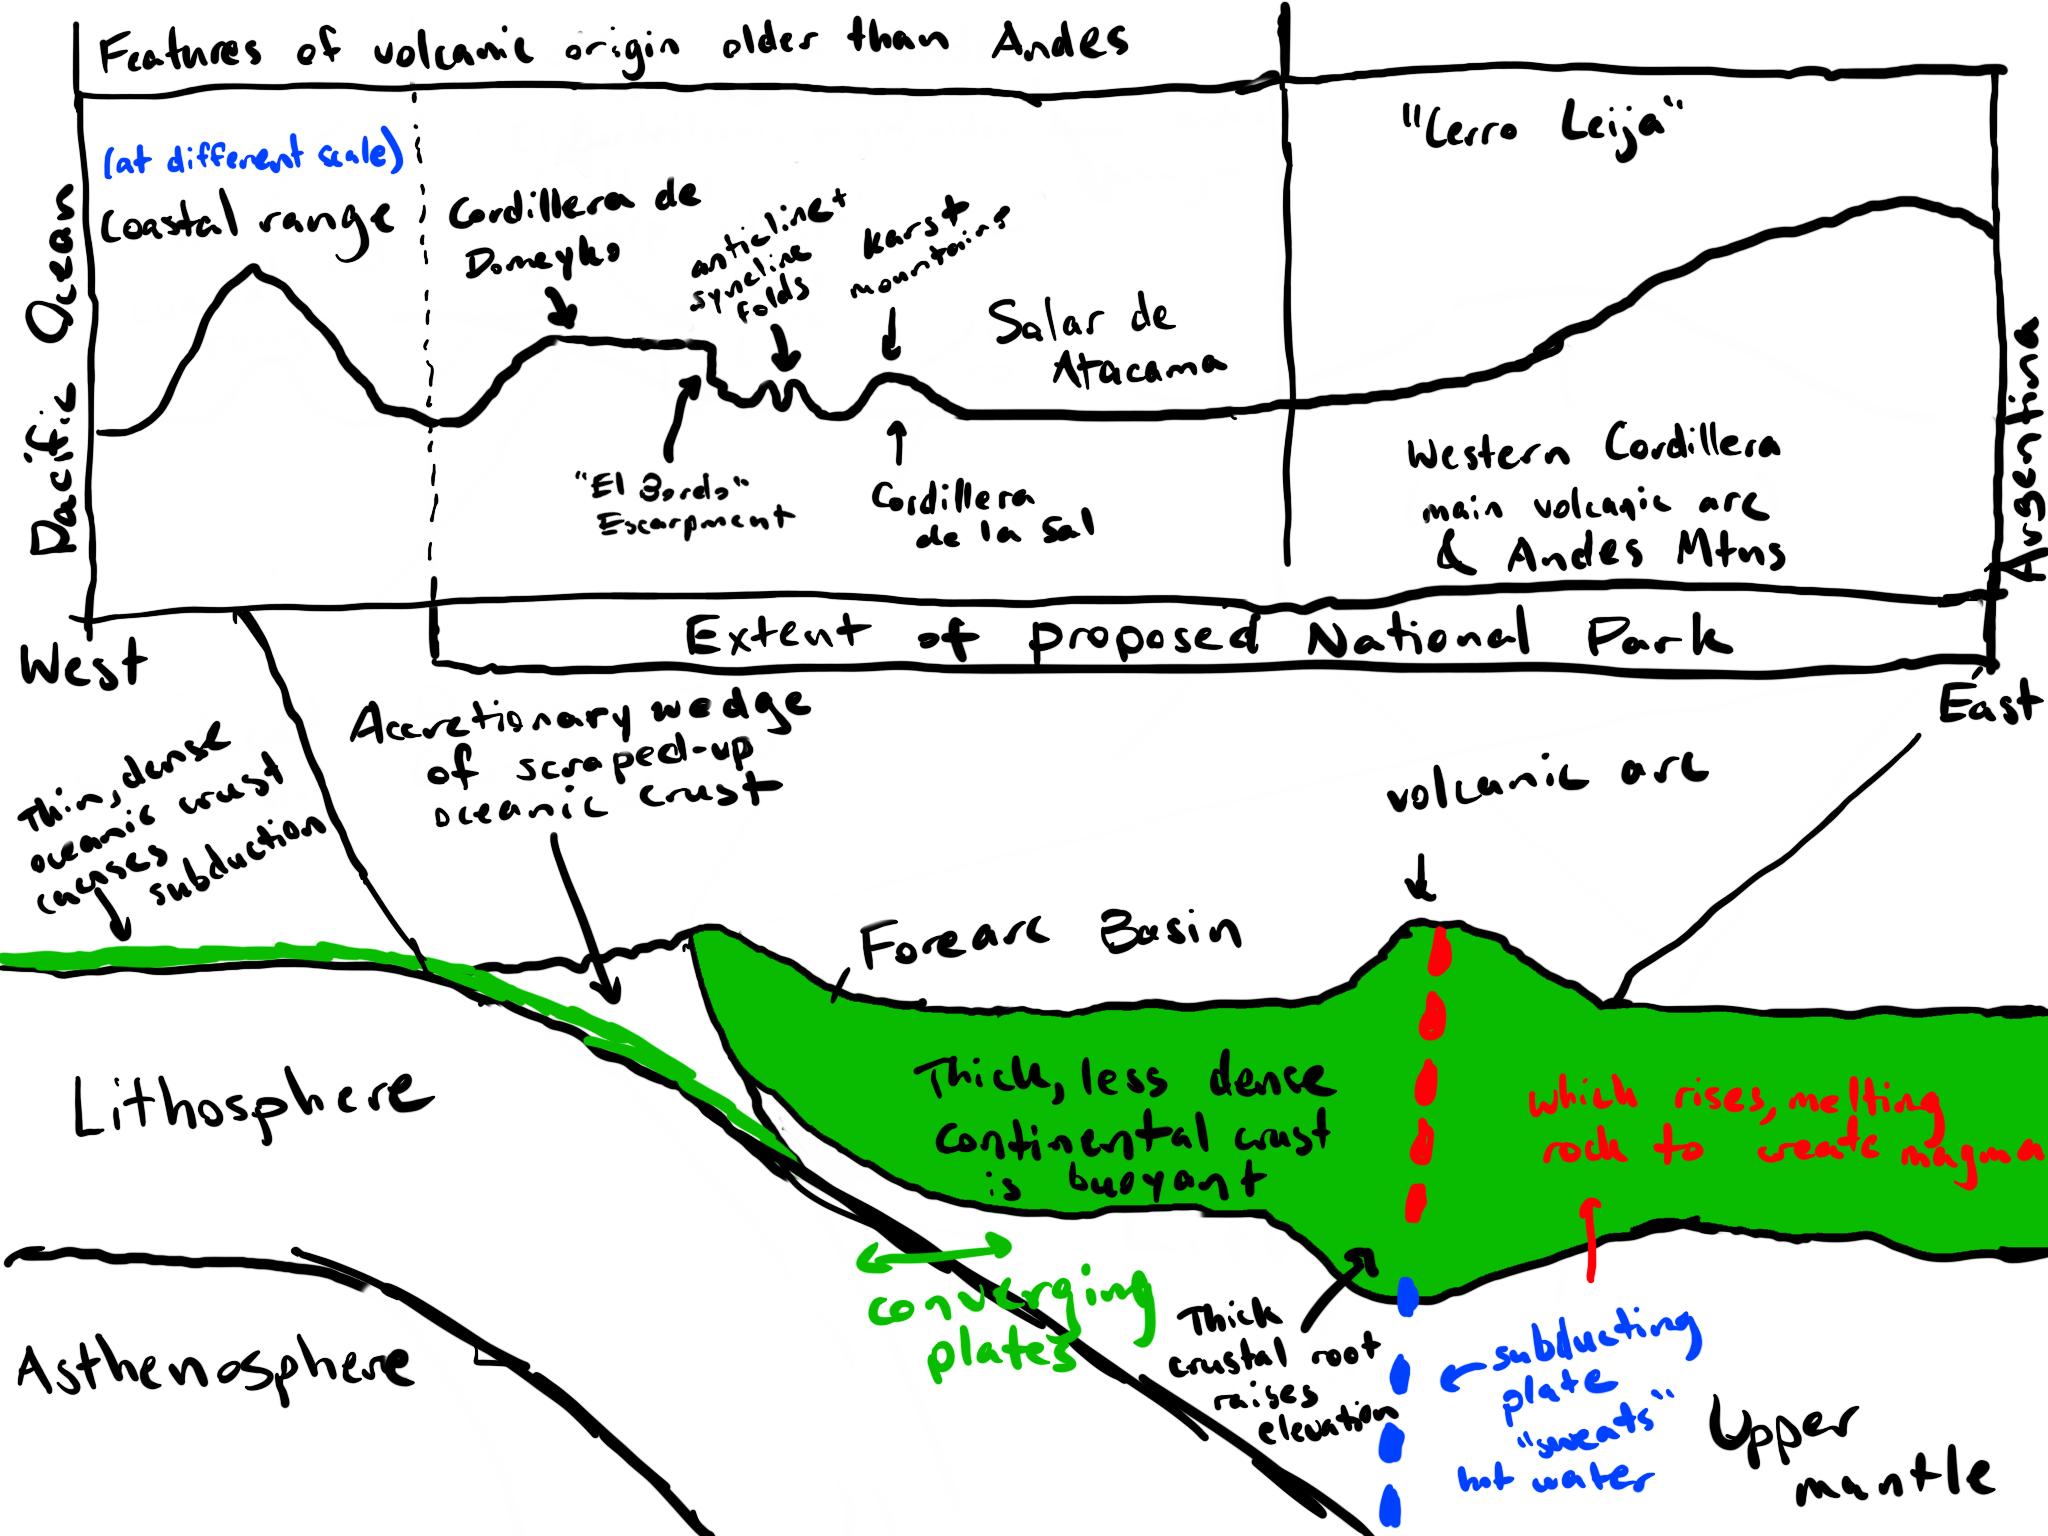 Features of volcanic origin older than Andes
"Cerro Leija"
(at different scale)
Coastal range
Cordillera de
Domeyko
anticline +
syncline
folds
karst
mountains
Salar de
Atacama
Pacific Ocean
Argentina
"El Bordo"
Escarpment
Cordillera
de la Sal
Western Cordillera
main volcanic arc
& Andes Mtns
Extent of proposed National Park
West
East
Thin, dense
oceanic crust
causes
subduction
Accretionary wedge
of scraped-up
oceanic crust
volcanic arc
Forearc Basin
Lithosphere
Thick, less dense
continental crust
is buoyant
which rises, melting
rock to create magma
converging
plates
Thick
crustal root
raises
elevation
subducting
plate
"sweats"
hot water
Asthenosphere
Upper
mantle